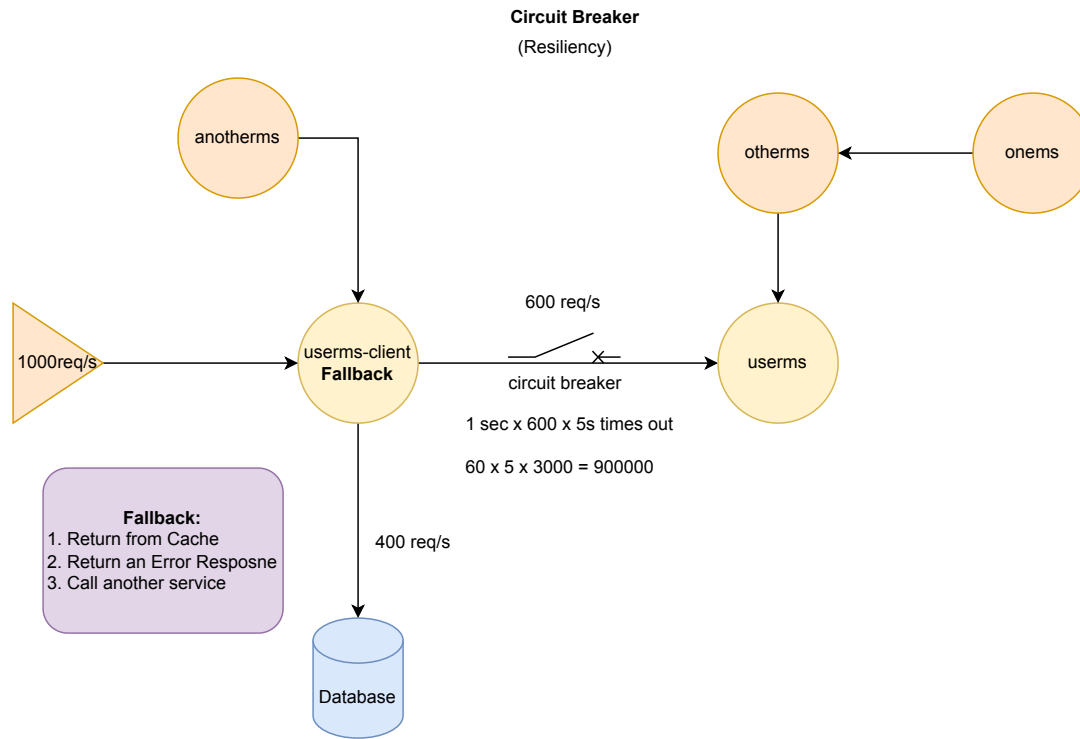 Circuit Breaker
(Resiliency)
anotherms
otherms
onems
1000req/s
userms-client
Fallback
600 req/s
circuit breaker
1 sec x 600 x 5s times out
60 x 5 x 3000 = 900000
userms
Fallback:
1. Return from Cache
2. Return an Error Resposne
3. Call another service
400 req/s
Database